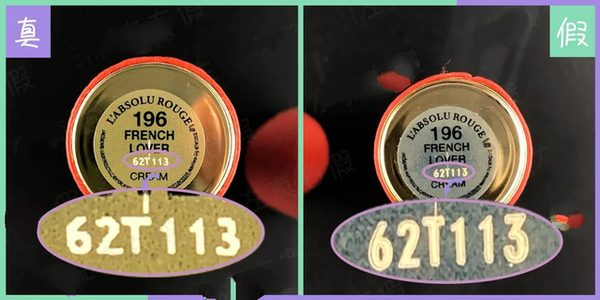 真
L'ABSOLU ROUGE
196
FRENCH
LOVER
62T113
CREAM
62T113
假
L'ABSOLU ROUGE
196
FRENCH
LOVER
62T113
CREAM
62T113